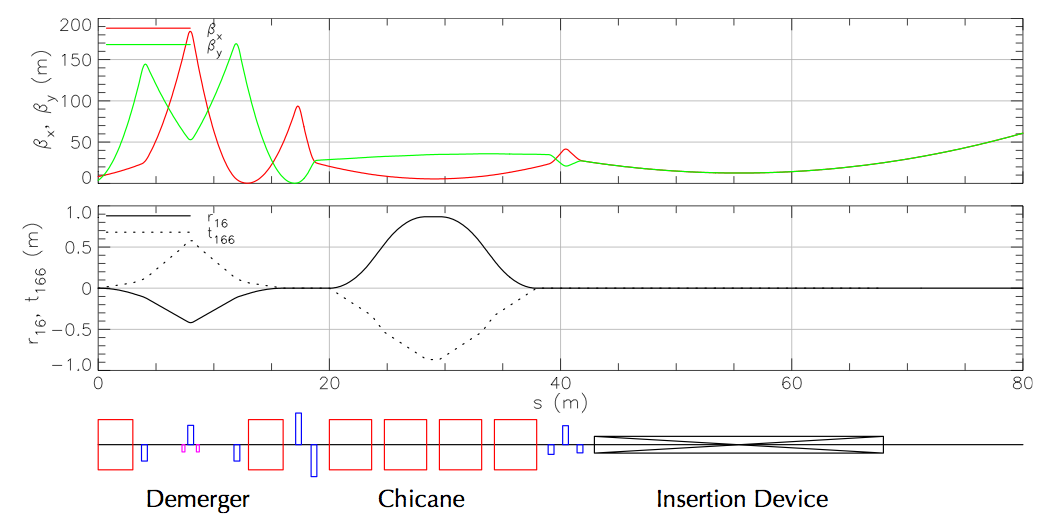 200
150
100
50
0
βx, βy (m)
βx
βy
1.0
0.5
0
−0.5
−1.0
r16, t166 (m)
r16
t166
0 20 40 60 80
s (m)
Demerger Chicane Insertion Device